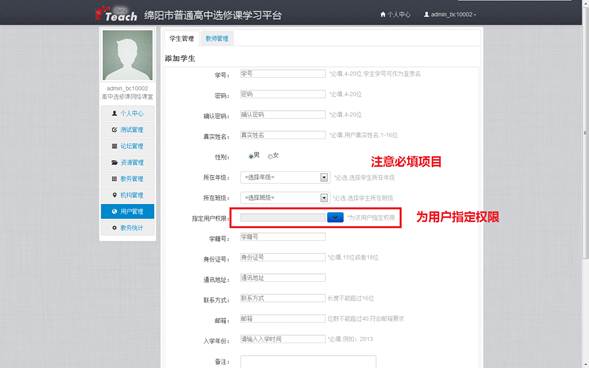 Teach 绵阳市普通高中选修课学习平台 个人中心 admin_bc10002
学生管理 教师管理
添加学生
admin_bc10002
高中选修课网络课堂
个人中心
测试管理
论坛管理
资源管理
教务管理
机构管理
用户管理
教务统计
学号： 学号 *必填,4-20位,学生学号可作为登录名
密码： 密码 *必填,4-20位
确认密码： 确认密码 *必填,4-20位
真实姓名： 真实姓名 *必填,用户真实姓名,1-16位
性别： 男 女
注意必填项目
所在年级： =选择年级= *必选,选择学生所在年级
所在班级： =选择班级= *必选,选择学生所在班级
指定用户权限： *为该用户指定权限
为用户指定权限
学籍号： 学籍号
身份证号： 身份证号 *必填,15位或者18位
通讯地址： 通讯地址
联系方式： 联系方式 长度不能超过16位
邮箱： 邮箱 位数不能超过40,符合邮箱要求
入学年份： 请输入入学时间 *必填,例如：2013
备注：